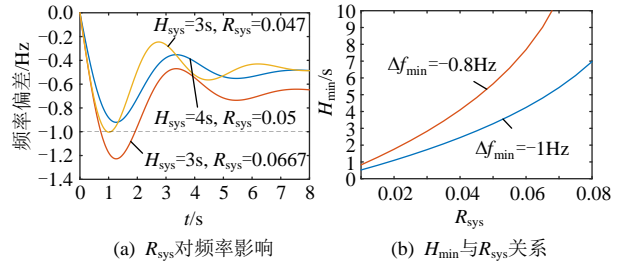 频率偏差/Hz
0
−0.2
−0.4
−0.6
−0.8
−1.0
−1.2
−1.4
H_sys=3s, R_sys=0.047
H_sys=4s, R_sys=0.05
H_sys=3s, R_sys=0.0667
0 1 2 3 4 5 6 7 8
t/s
(a) R_sys对频率影响
H_min/s
10
9
8
7
6
5
4
3
2
1
0
Δf_min=−0.8Hz
Δf_min=−1Hz
0.02 0.04 0.06 0.08
R_sys
(b) H_min与R_sys关系